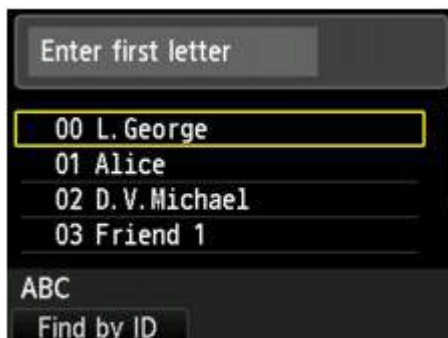 Enter first letter
00 L.George
01 Alice
02 D.V.Michael
03 Friend 1
ABC
Find by ID